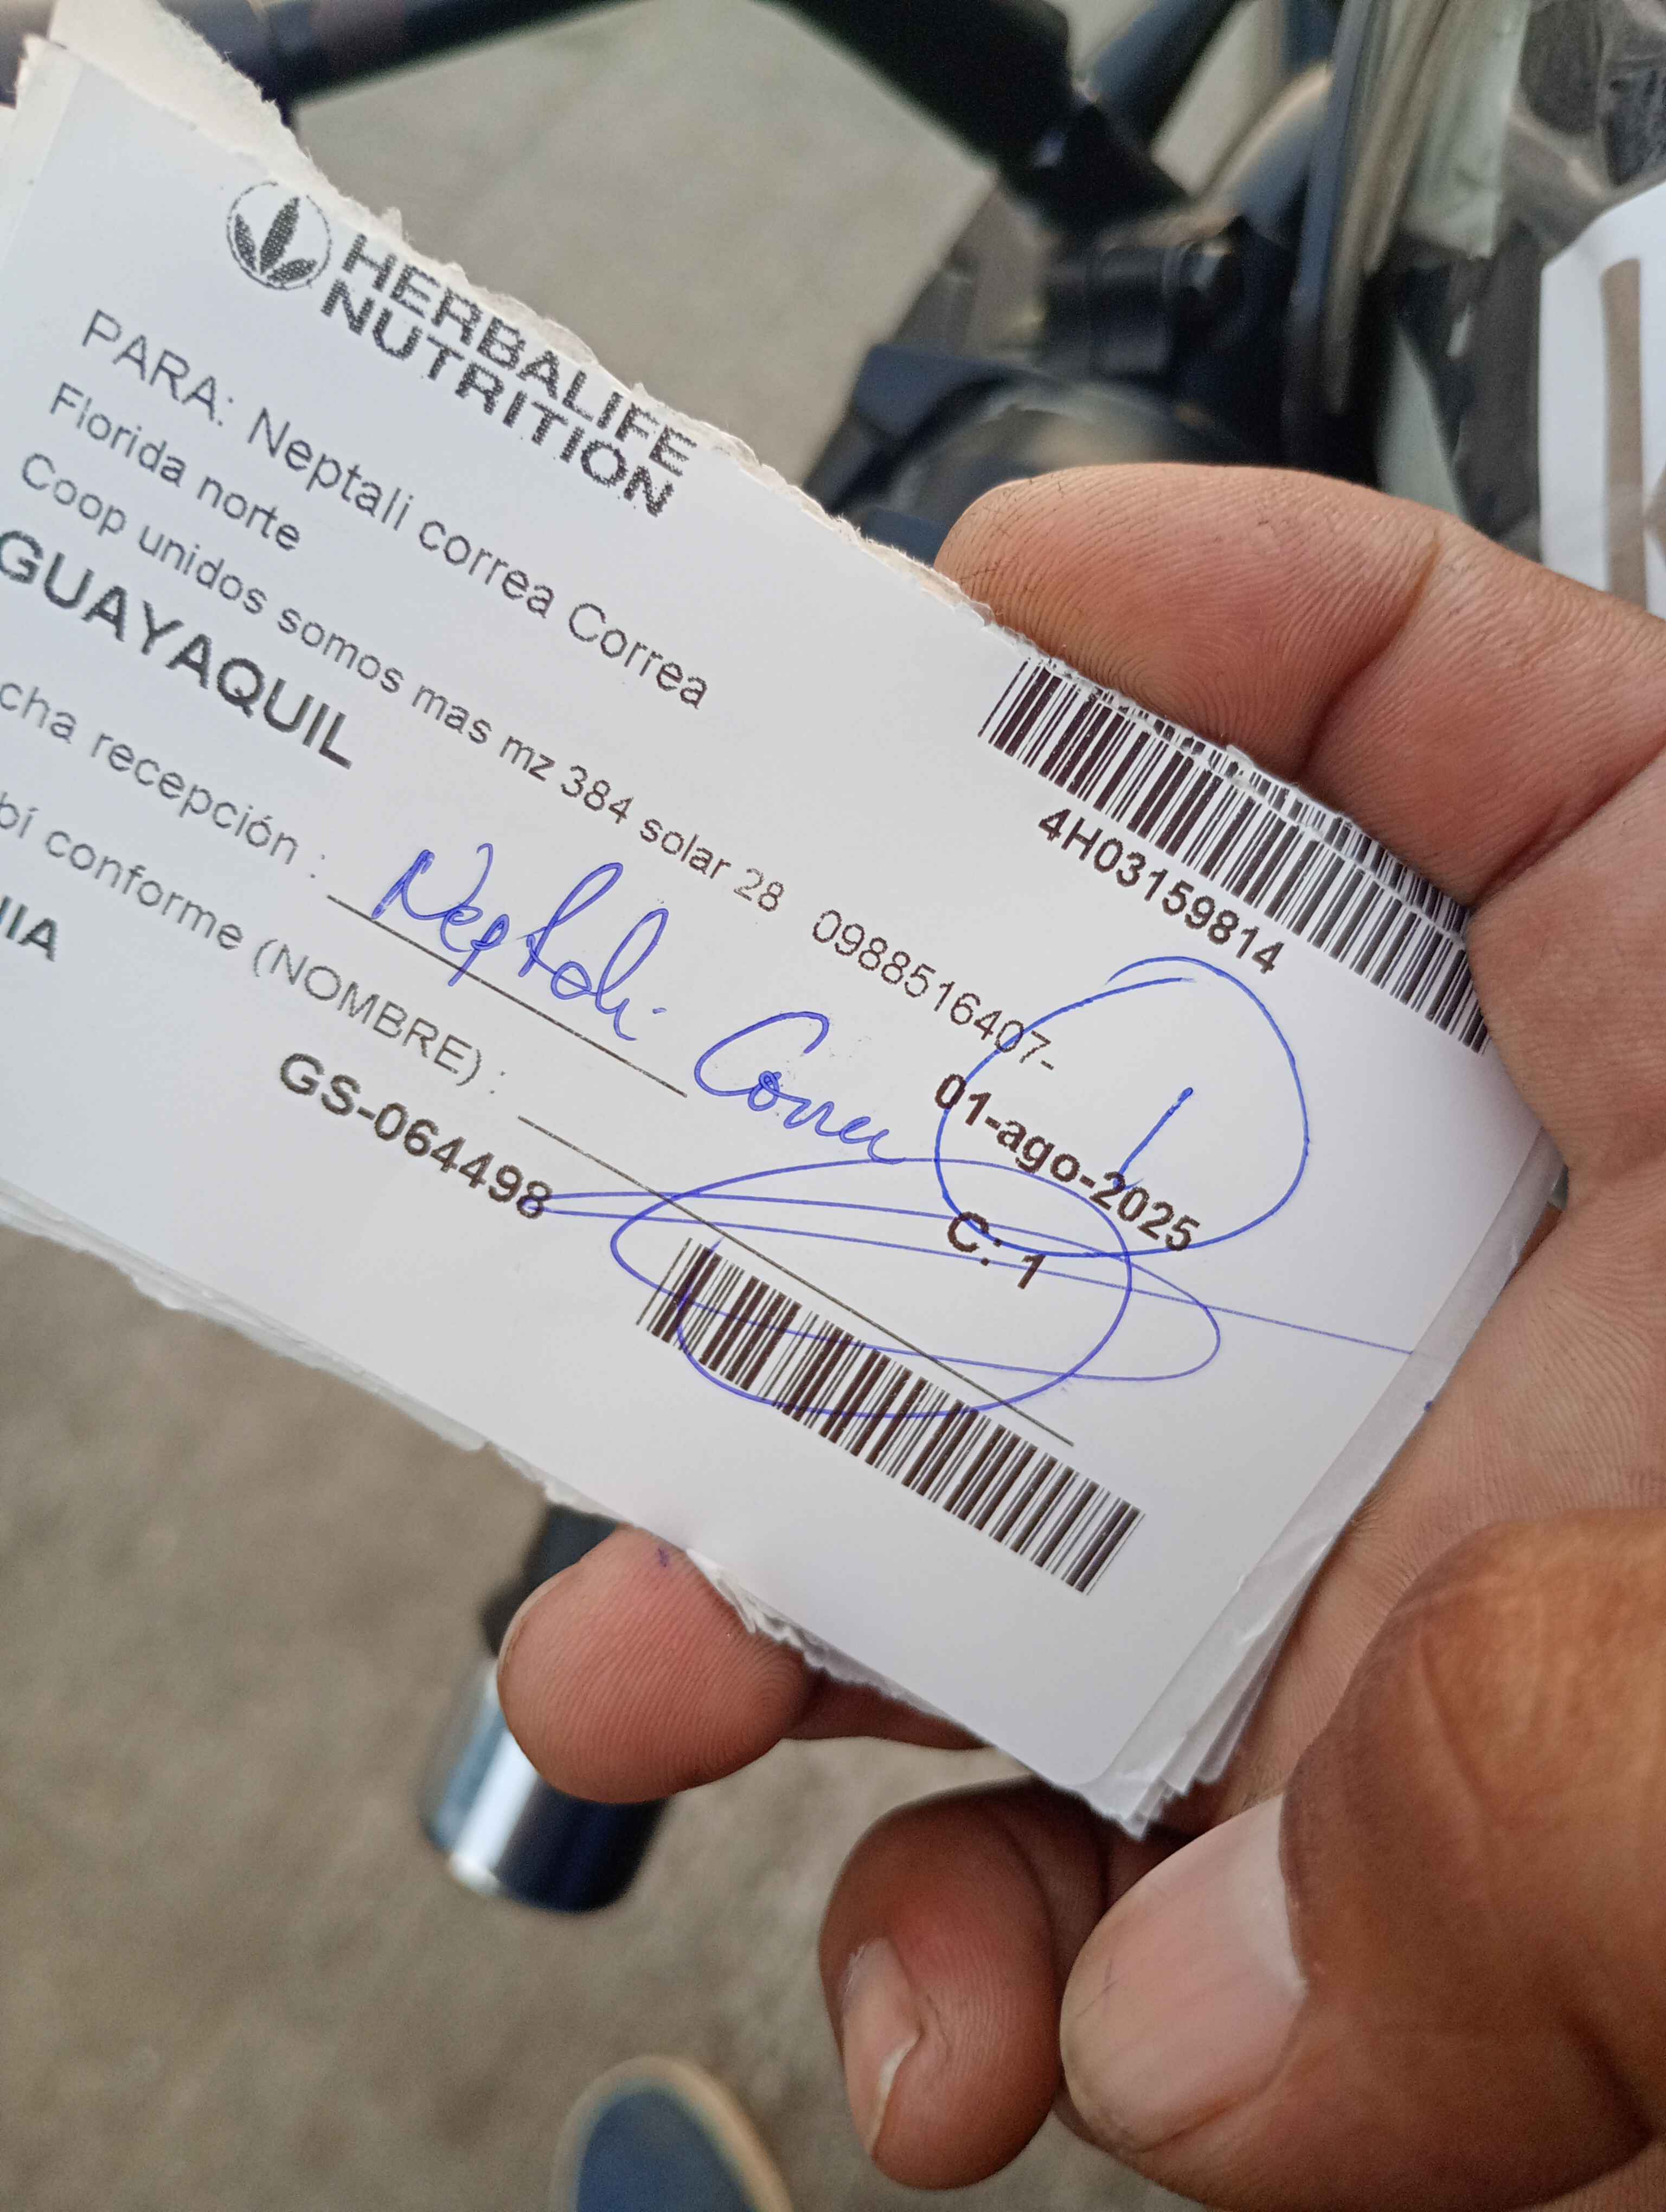 HERBALIFE
NUTRITION
PARA: Neptali correa Correa
Florida norte
Coop unidos somos mas mz 384 solar 28 0988516407-
GUAYAQUIL
4H03159814
01-ago-2025
C: 1
cha recepción :
Neptali Correa
1
bí conforme (NOMBRE) :
GS-064498